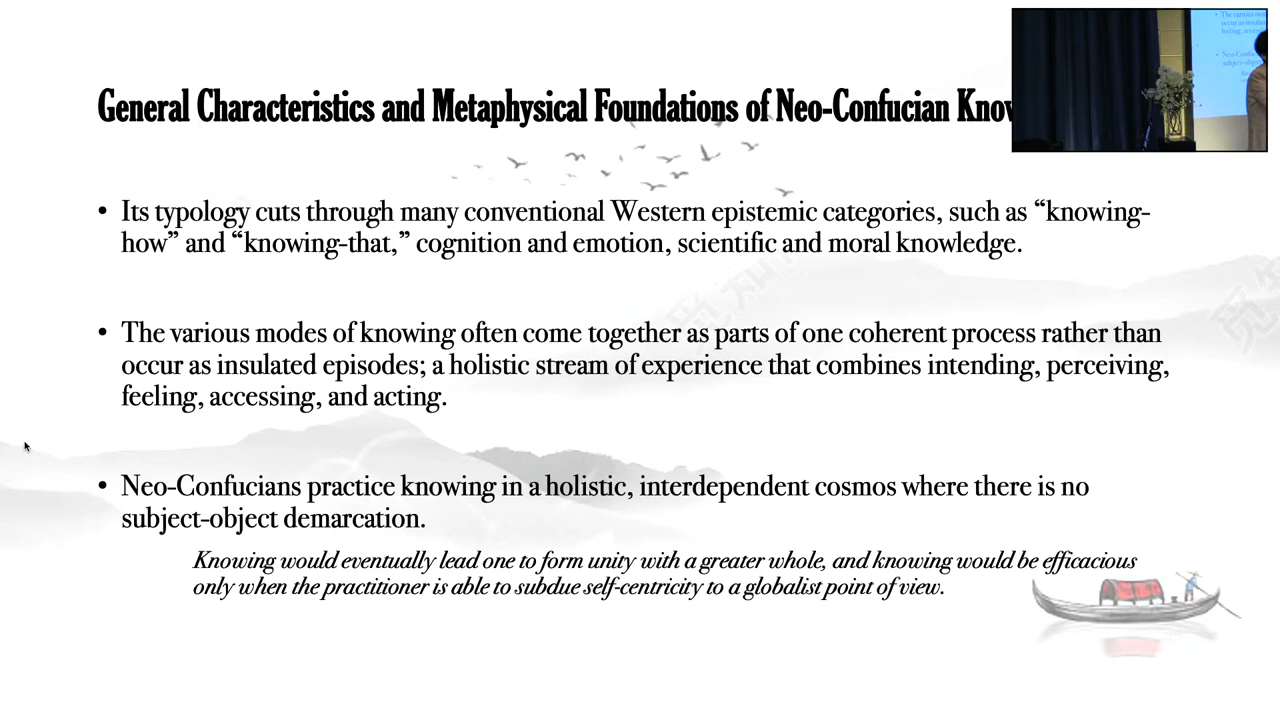 General Characteristics and Metaphysical Foundations of Neo-Confucian
• Its typology cuts through many conventional Western epistemic categories, such as “knowing-
how” and “knowing-that,” cognition and emotion, scientific and moral knowledge.
• The various modes of knowing often come together as parts of one coherent process rather than
occur as insulated episodes; a holistic stream of experience that combines intending, perceiving,
feeling, accessing, and acting.
• Neo-Confucians practice knowing in a holistic, interdependent cosmos where there is no
subject-object demarcation.
Knowing would eventually lead one to form unity with a greater whole, and knowing would be efficacious
only when the practitioner is able to subdue self-centricity to a globalist point of view.